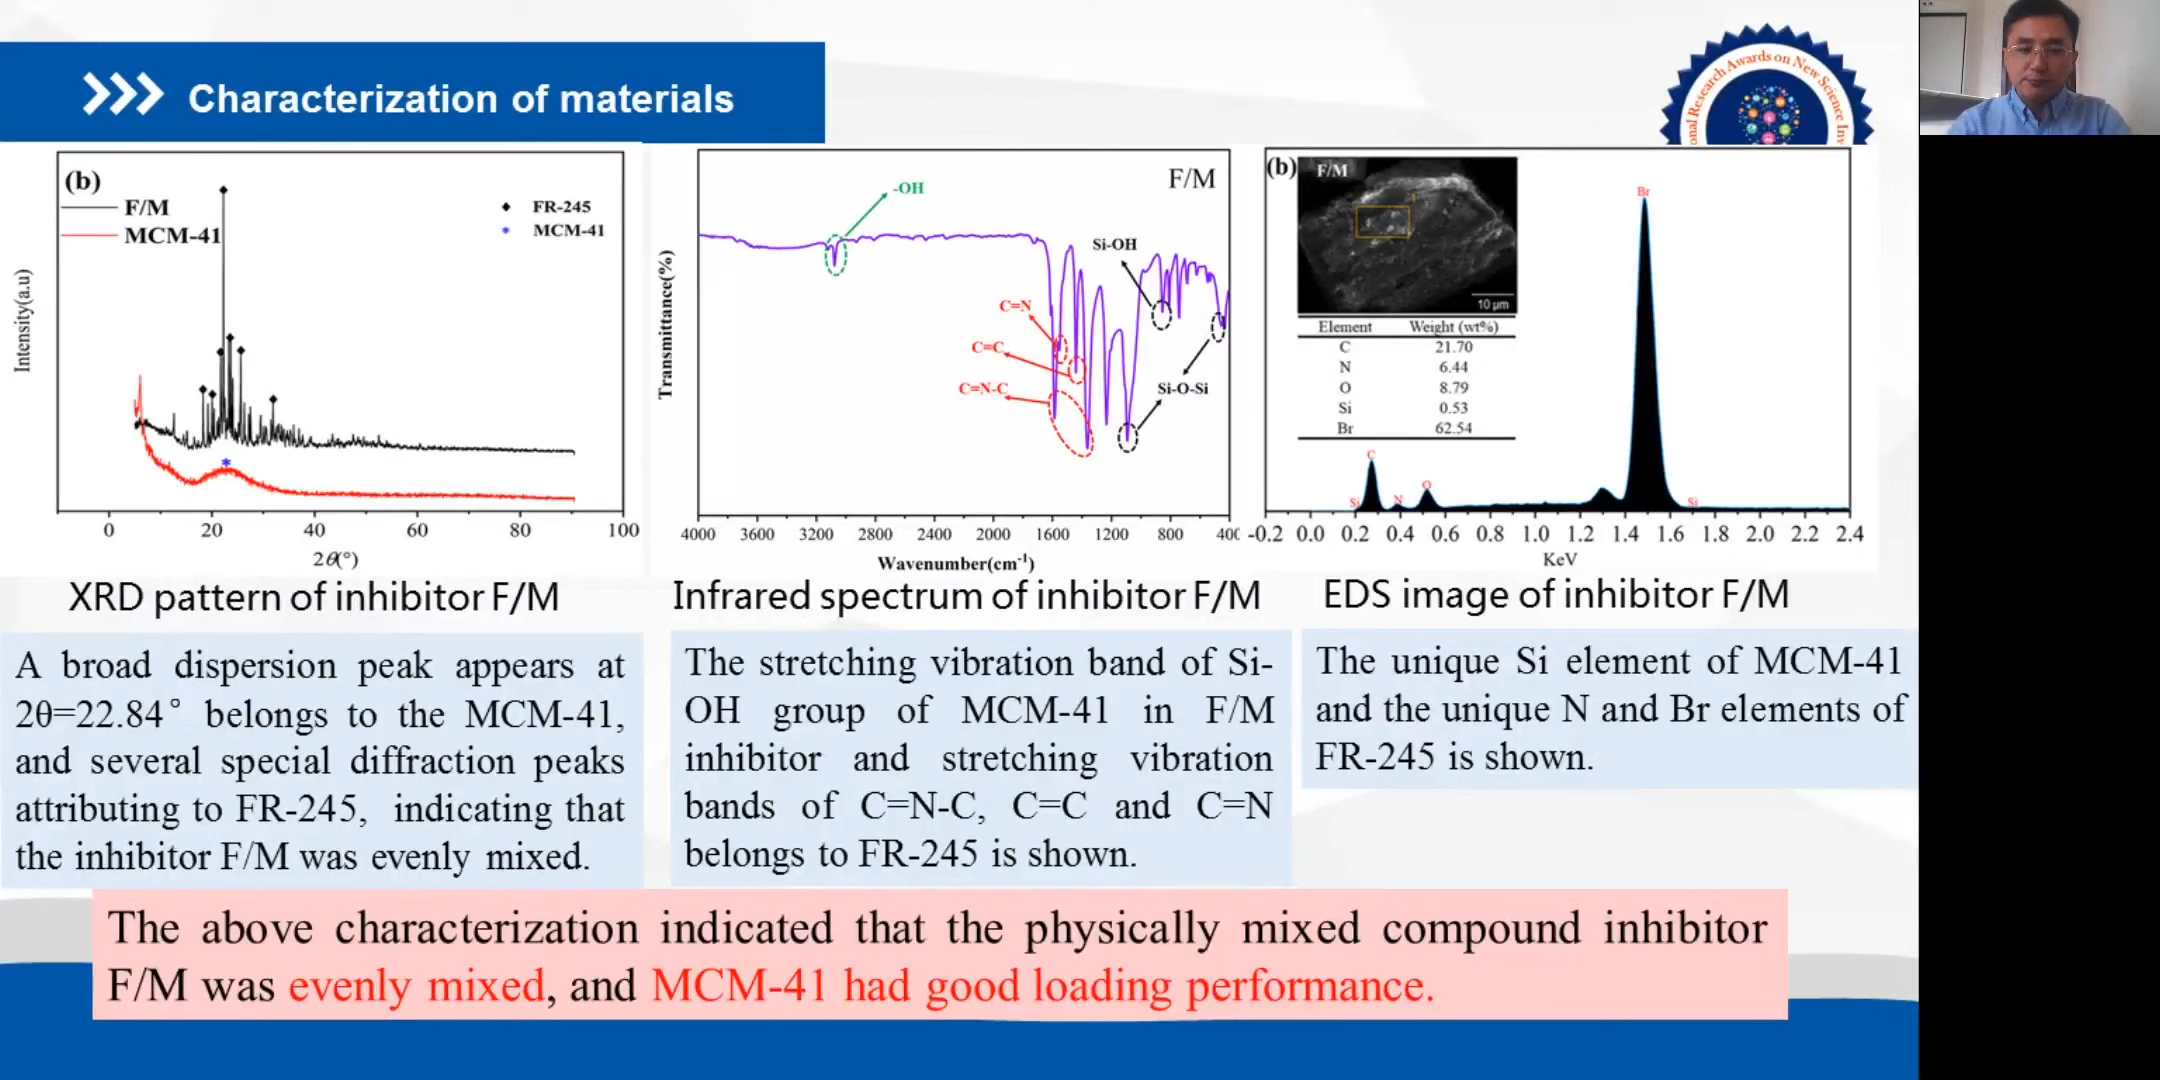 Characterization of materials
onal Research Awards on New Science Inv
(b)
F/M
MCM-41
FR-245
MCM-41
Intensity(a.u)
0 20 40 60 80 100
2θ(°)
F/M
-OH
Si-OH
C=N
C=C
C=N-C
Si-O-Si
Transmittance(%)
4000 3600 3200 2800 2400 2000 1600 1200 800 400
Wavenumber(cm-1)
(b)
F/M
10 μm
Element Weight (wt%)
C 21.70
N 6.44
O 8.79
Si 0.53
Br 62.54
Br
C
Si
N
O
Si
-0.2 0.0 0.2 0.4 0.6 0.8 1.0 1.2 1.4 1.6 1.8 2.0 2.2 2.4
KeV
XRD pattern of inhibitor F/M
Infrared spectrum of inhibitor F/M
EDS image of inhibitor F/M
A broad dispersion peak appears at
2θ=22.84° belongs to the MCM-41,
and several special diffraction peaks
attributing to FR-245, indicating that
the inhibitor F/M was evenly mixed.
The stretching vibration band of Si-
OH group of MCM-41 in F/M
inhibitor and stretching vibration
bands of C=N-C, C=C and C=N
belongs to FR-245 is shown.
The unique Si element of MCM-41
and the unique N and Br elements of
FR-245 is shown.
The above characterization indicated that the physically mixed compound inhibitor
F/M was evenly mixed, and MCM-41 had good loading performance.